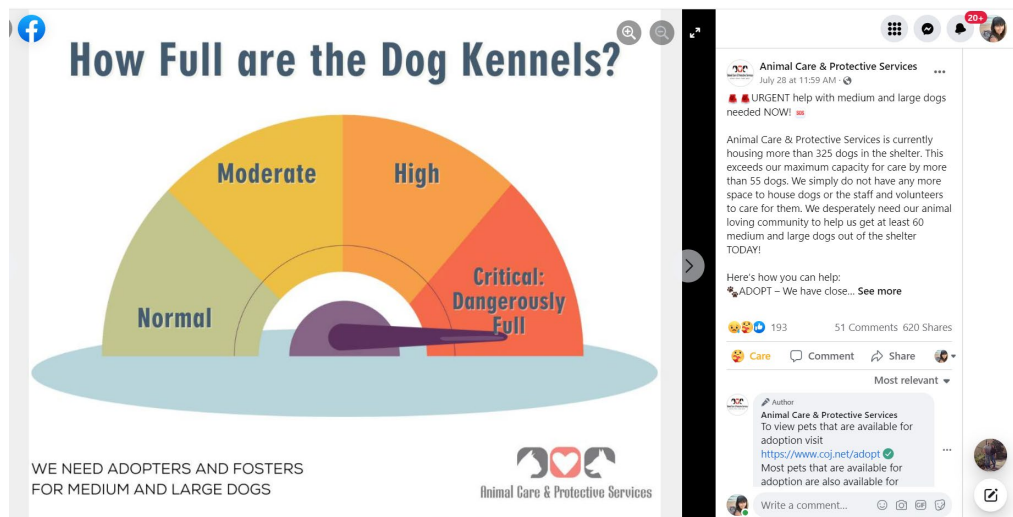 How Full are the Dog Kennels?
Moderate
High
Normal
Critical:
Dangerously
Full
WE NEED ADOPTERS AND FOSTERS
FOR MEDIUM AND LARGE DOGS
Animal Care & Protective Services
20+
Animal Care & Protective Services
July 28 at 11:59 AM ·
URGENT help with medium and large dogs
needed NOW!
Animal Care & Protective Services is currently
housing more than 325 dogs in the shelter. This
exceeds our maximum capacity for care by more
than 55 dogs. We simply do not have any more
space to house dogs or the staff and volunteers
to care for them. We desperately need our animal
loving community to help us get at least 60
medium and large dogs out of the shelter
TODAY!
Here's how you can help:
ADOPT – We have close... See more
193 51 Comments 620 Shares
Care Comment Share
Most relevant
Author
Animal Care & Protective Services
To view pets that are available for
adoption visit
https://www.coj.net/adopt
Most pets that are available for
adoption are also available for
Write a comment...
GIF